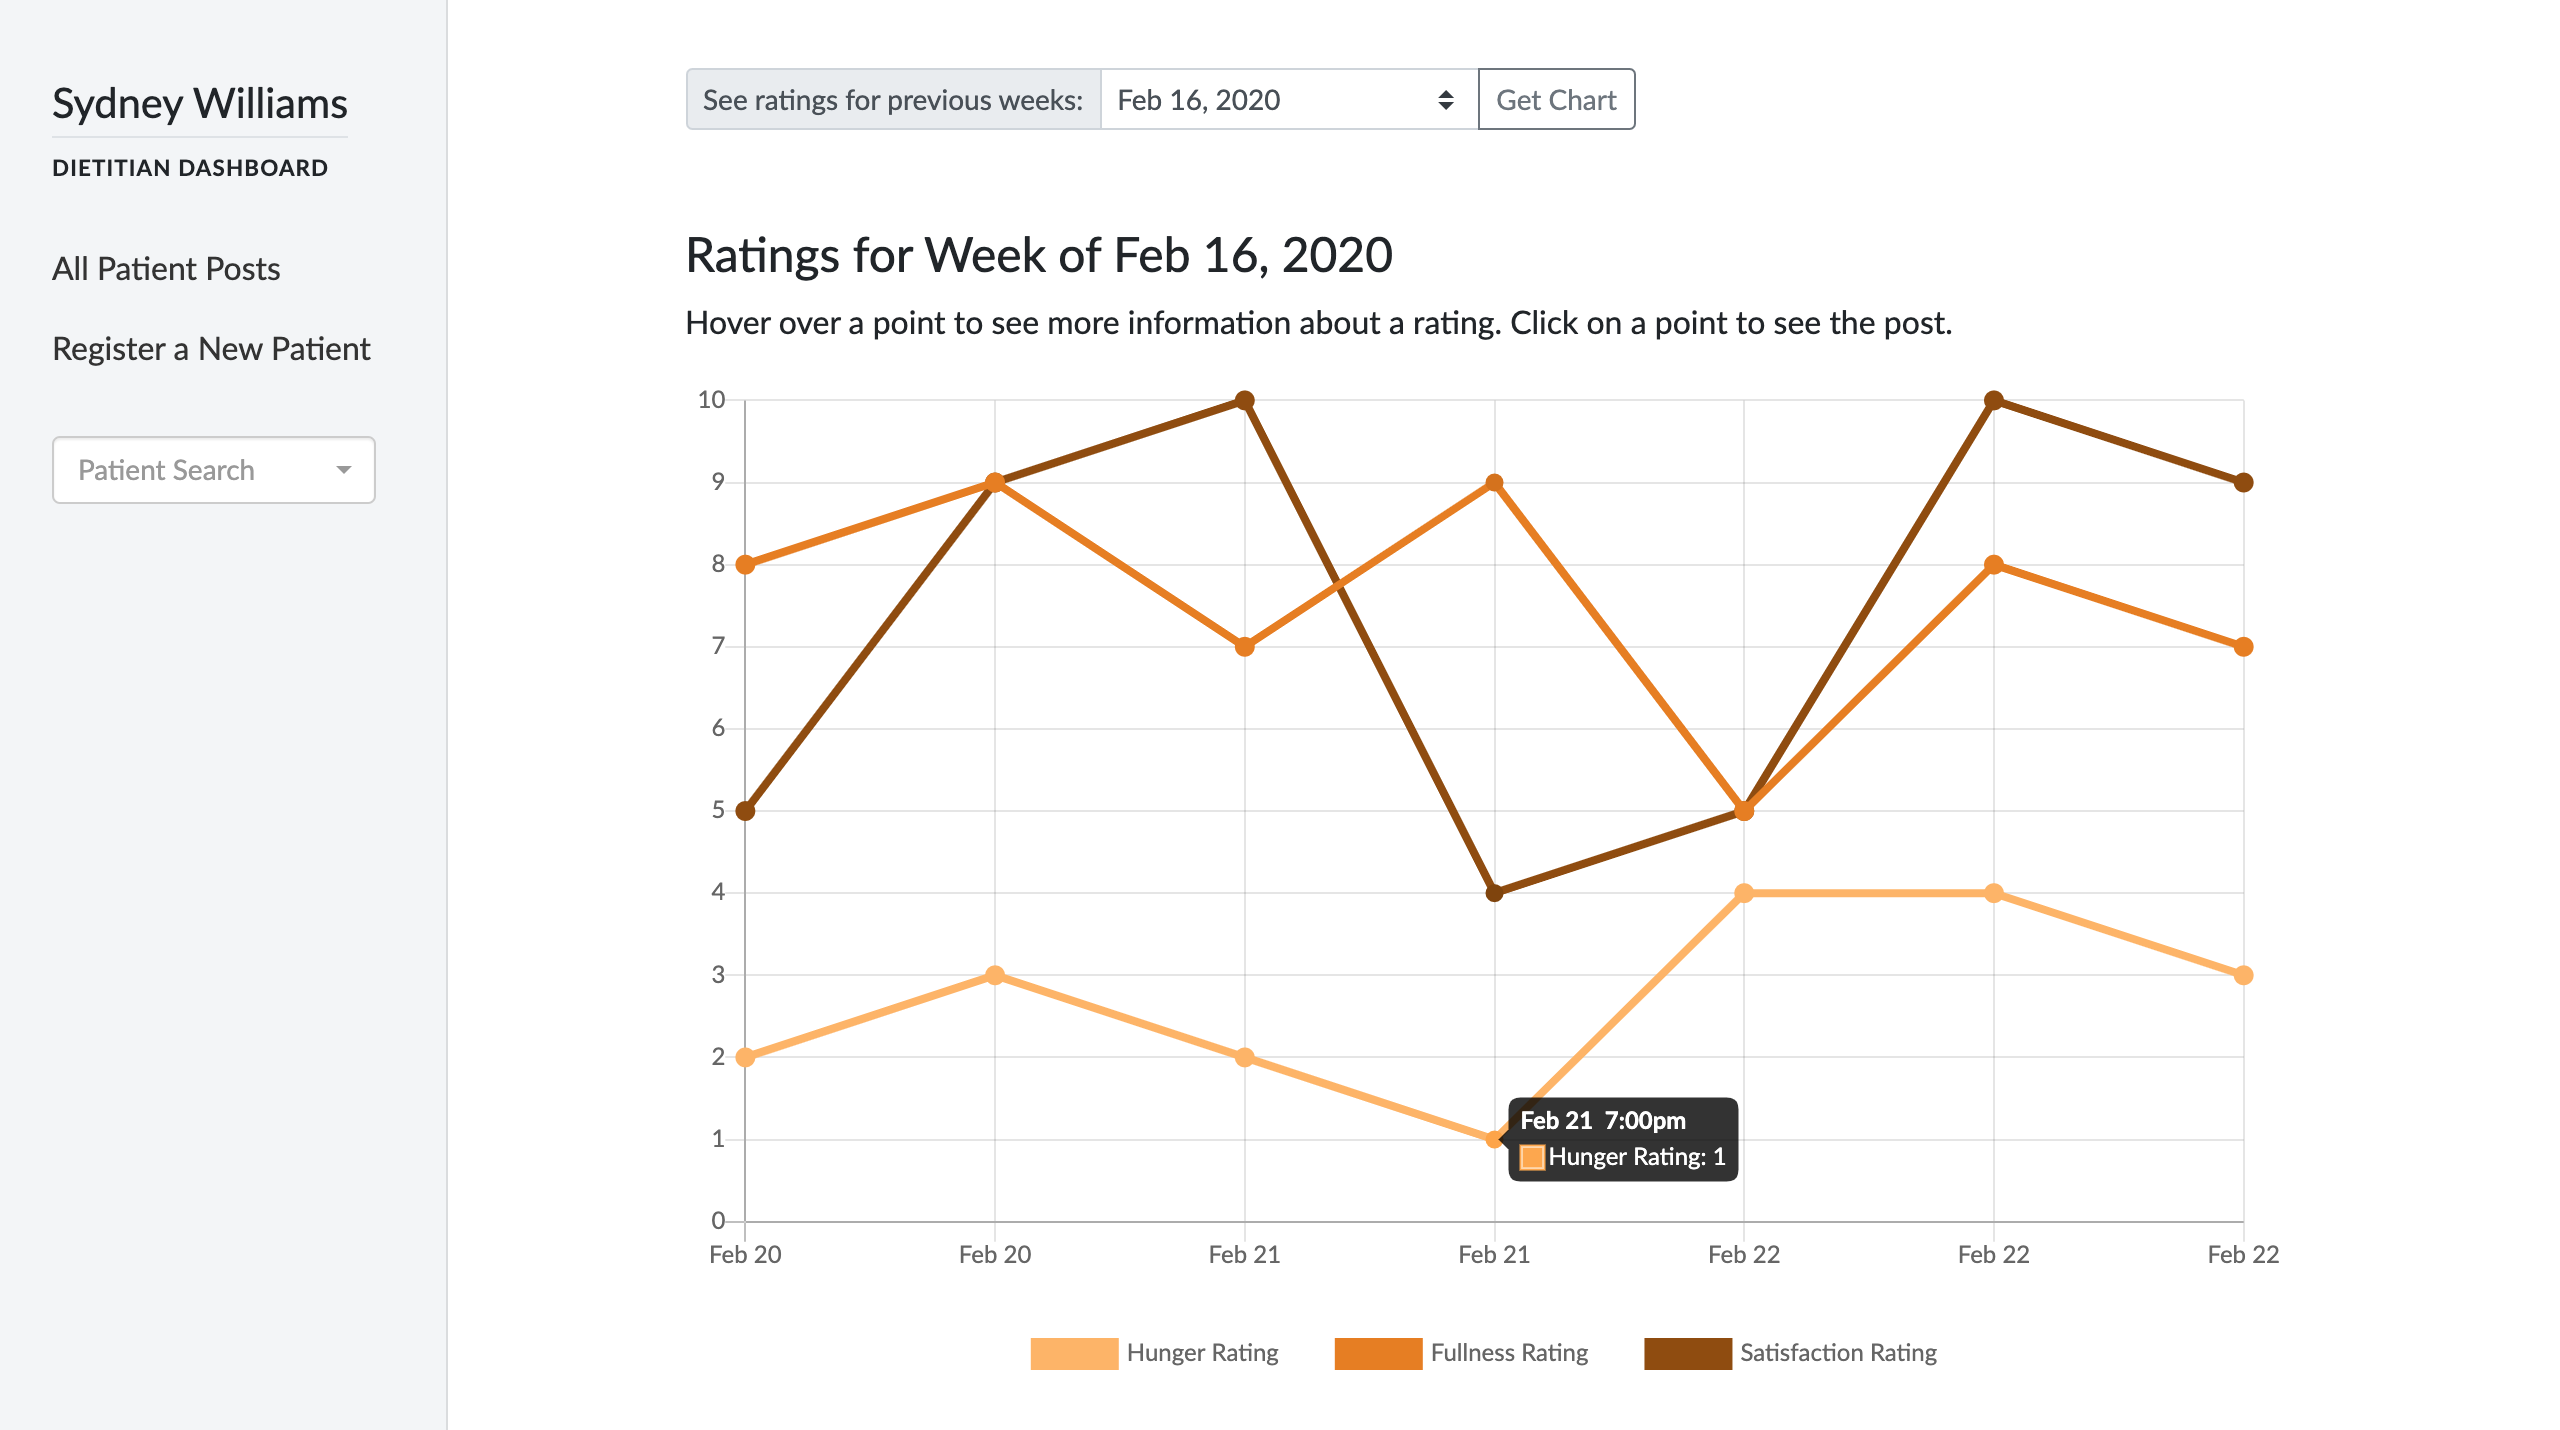 Sydney Williams
DIETITIAN DASHBOARD
All Patient Posts
Register a New Patient
Patient Search
See ratings for previous weeks: Feb 16, 2020 Get Chart
Ratings for Week of Feb 16, 2020
Hover over a point to see more information about a rating. Click on a point to see the post.
10
9
8
7
6
5
4
3
2
1
0
Feb 21 7:00pm
Hunger Rating: 1
Feb 20 Feb 20 Feb 21 Feb 21 Feb 22 Feb 22 Feb 22
Hunger Rating Fullness Rating Satisfaction Rating